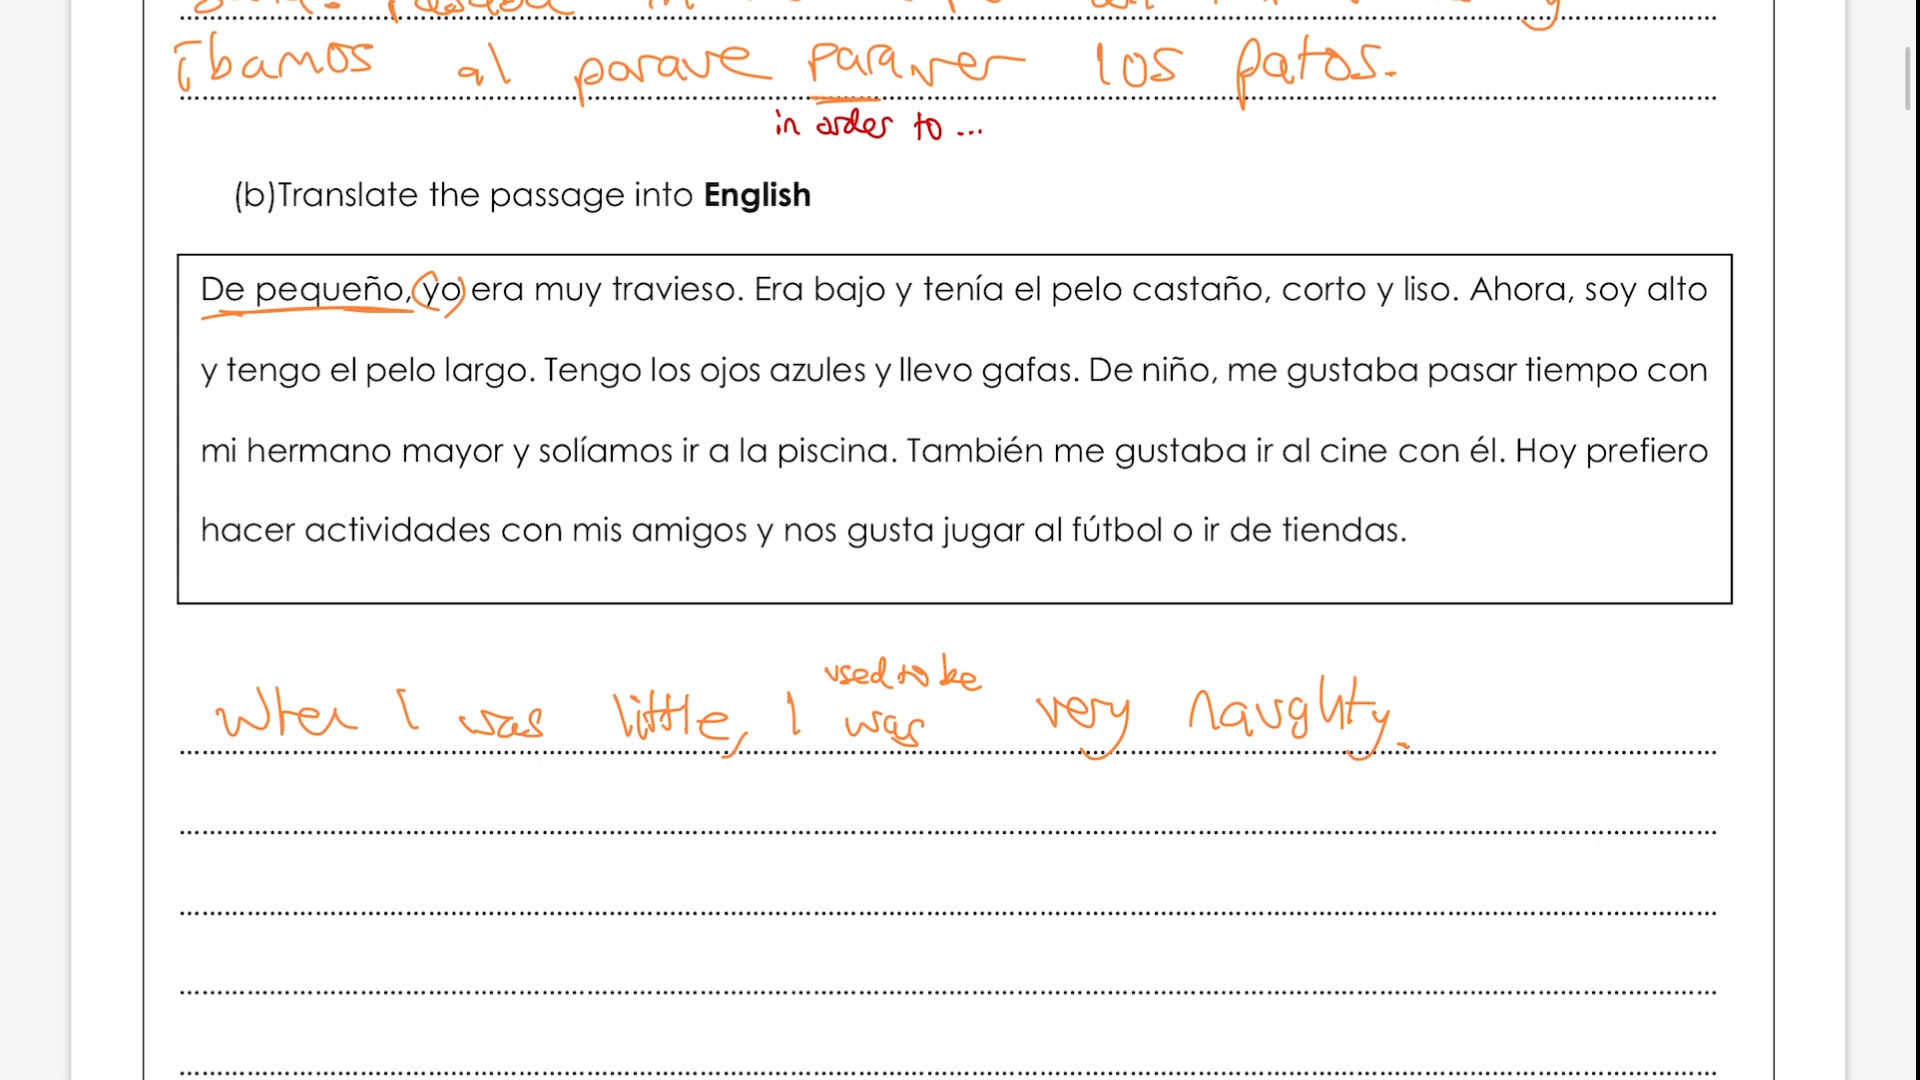 íbamos al porave para ver los patos.
in order to ...
(b)Translate the passage into English
De pequeño, yo era muy travieso. Era bajo y tenía el pelo castaño, corto y liso. Ahora, soy alto
y tengo el pelo largo. Tengo los ojos azules y llevo gafas. De niño, me gustaba pasar tiempo con
mi hermano mayor y solíamos ir a la piscina. También me gustaba ir al cine con él. Hoy prefiero
hacer actividades con mis amigos y nos gusta jugar al fútbol o ir de tiendas.
used to be
When I was little, I was very naughty.